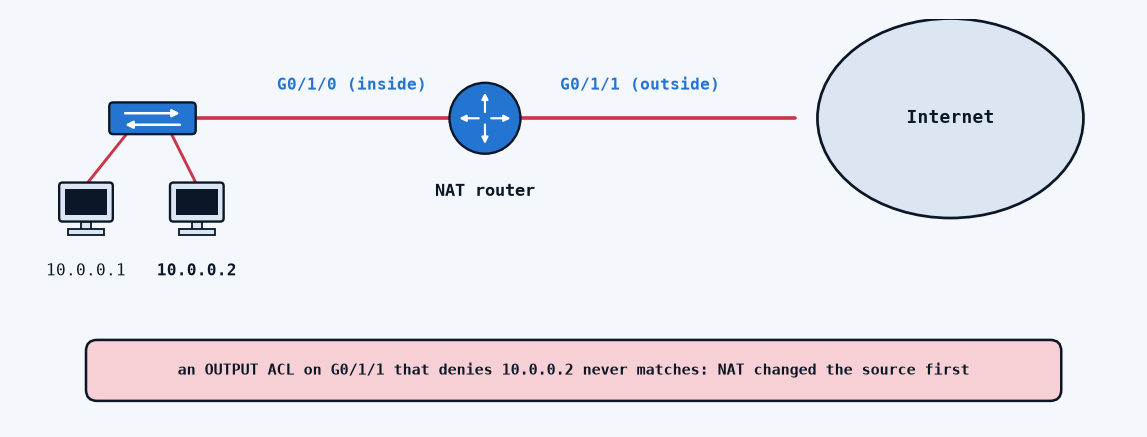 G0/1/0 (inside)
G0/1/1 (outside)
Internet
NAT router
10.0.0.1
10.0.0.2
an OUTPUT ACL on G0/1/1 that denies 10.0.0.2 never matches: NAT changed the source first